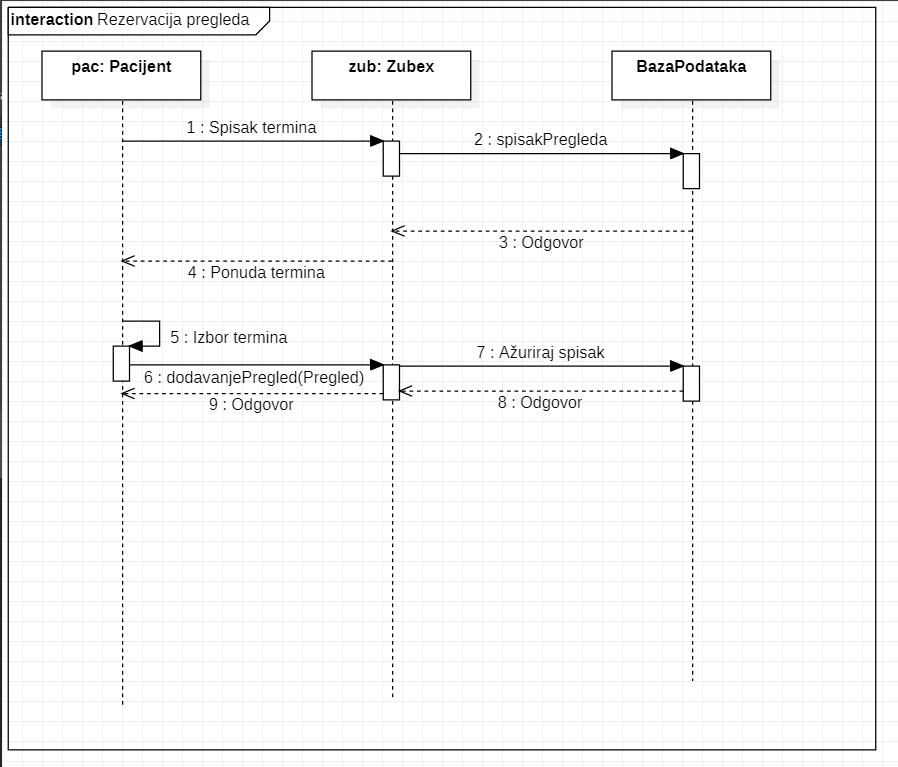 interaction Rezervacija pregleda
pac: Pacijent
zub: Zubex
BazaPodataka
1 : Spisak termina
2 : spisakPregleda
3 : Odgovor
4 : Ponuda termina
5 : Izbor termina
6 : dodavanjePregled(Pregled)
7 : Ažuriraj spisak
8 : Odgovor
9 : Odgovor